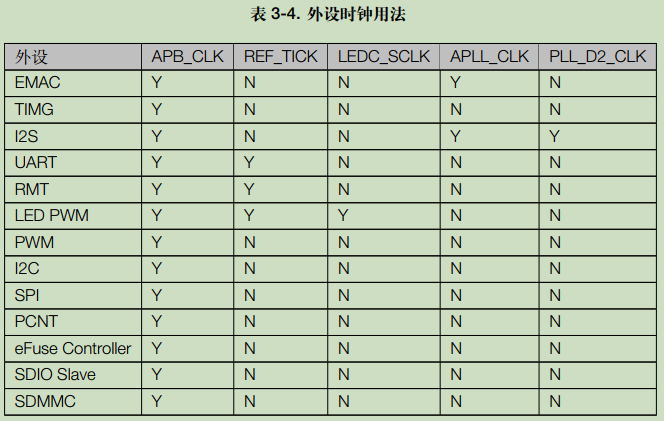 表 3-4. 外设时钟用法
外设 APB_CLK REF_TICK LEDC_SCLK APLL_CLK PLL_D2_CLK
EMAC Y N N Y N
TIMG Y N N N N
I2S Y N N Y Y
UART Y Y N N N
RMT Y Y N N N
LED PWM Y Y Y N N
PWM Y N N N N
I2C Y N N N N
SPI Y N N N N
PCNT Y N N N N
eFuse Controller Y N N N N
SDIO Slave Y N N N N
SDMMC Y N N N N